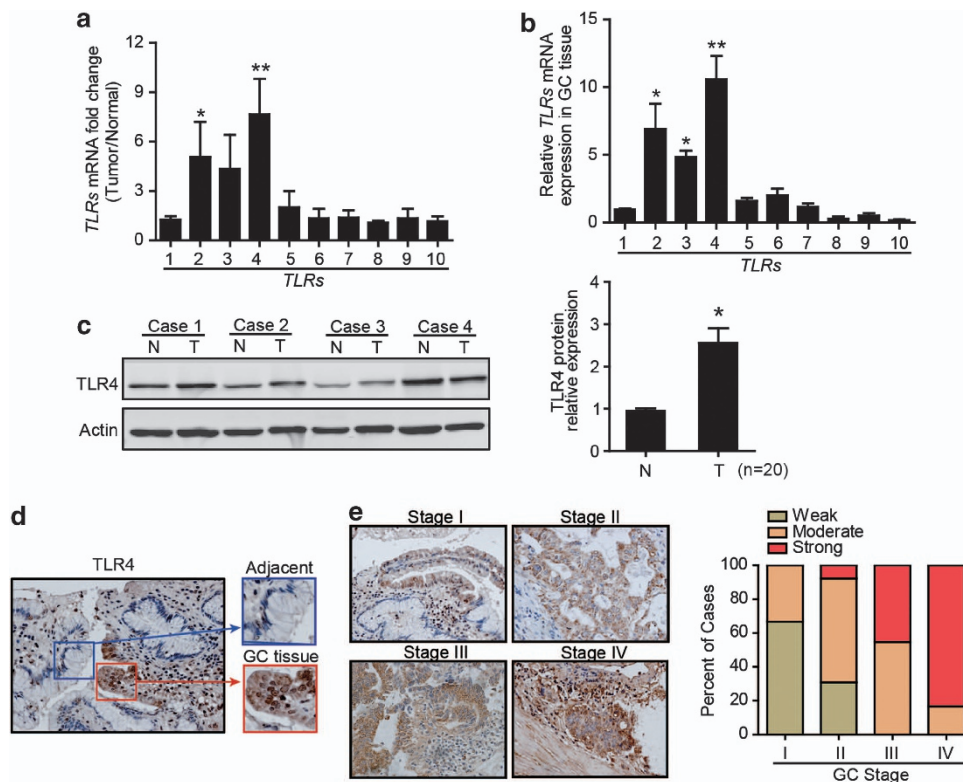 a
TLRs mRNA fold change
(Tumor/Normal)
12
9
6
3
0
*
**
1 2 3 4 5 6 7 8 9 10
TLRs
b
Relative TLRs mRNA
expression in GC tissue
15
10
5
0
*
*
**
1 2 3 4 5 6 7 8 9 10
TLRs
c
Case 1 Case 2 Case 3 Case 4
N T N T N T N T
TLR4
Actin
TLR4 protein
relative expression
4
3
2
1
0
*
N T (n=20)
d
TLR4
Adjacent
GC tissue
e
Stage I
Stage II
Stage III
Stage IV
Weak
Moderate
Strong
Percent of Cases
100
80
60
40
20
0
I II III IV
GC Stage